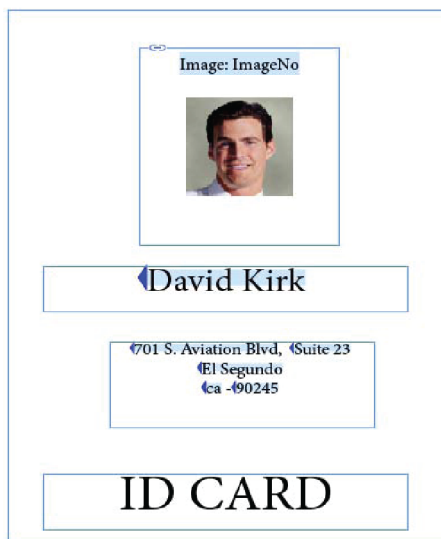 Image: ImageNo
David Kirk
701 S. Aviation Blvd, Suite 23
El Segundo
ca -90245
ID CARD